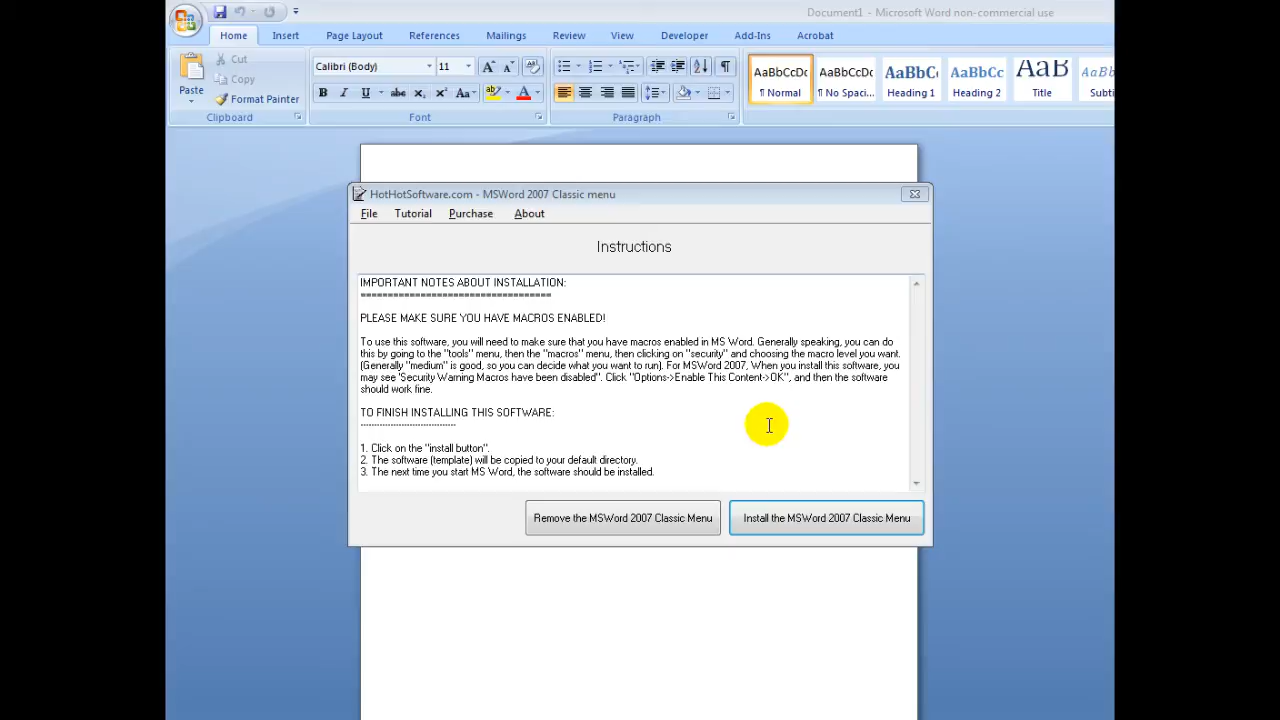 Document1 - Microsoft Word non-commercial use
Home Insert Page Layout References Mailings Review View Developer Add-Ins Acrobat
Paste
Cut
Copy
Format Painter
Clipboard
Calibri (Body) 11
B I U abc x₂ x² Aa A
Font
Paragraph
AaBbCcDc AaBbCcDc AaBbC AaBbCc AaB AaBb
¶ Normal ¶ No Spaci... Heading 1 Heading 2 Title Subti
HotHotSoftware.com - MSWord 2007 Classic menu
File Tutorial Purchase About
Instructions
IMPORTANT NOTES ABOUT INSTALLATION:
==================================
PLEASE MAKE SURE YOU HAVE MACROS ENABLED!
To use this software, you will need to make sure that you have macros enabled in MS Word. Generally speaking, you can do
this by going to the "tools" menu, then the "macros" menu, then clicking on "security" and choosing the macro level you want.
(Generally "medium" is good, so you can decide what you want to run). For MSWord 2007, When you install this software, you
may see 'Security Warning Macros have been disabled". Click "Options->Enable This Content->OK", and then the software
should work fine.
TO FINISH INSTALLING THIS SOFTWARE:
--------------------------------
1. Click on the "install button".
2. The software (template) will be copied to your default directory.
3. The next time you start MS Word, the software should be installed.
Remove the MSWord 2007 Classic Menu Install the MSWord 2007 Classic Menu